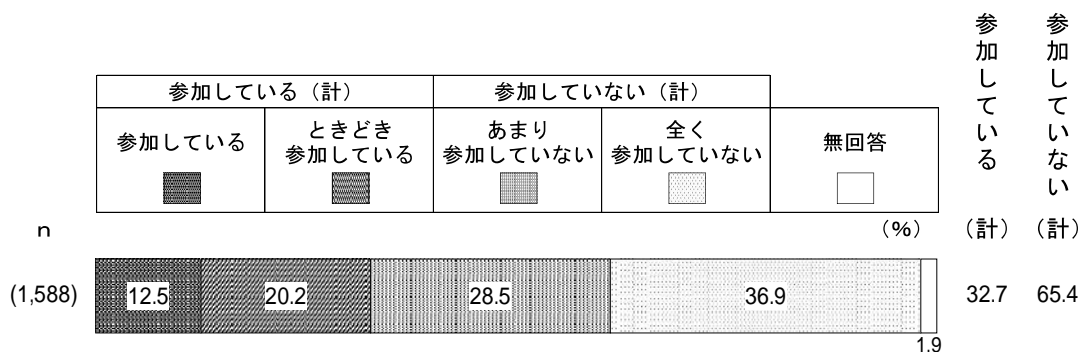 参加している（計）
参加していない（計）
参加している
ときどき
参加している
あまり
参加していない
全く
参加していない
無回答
参加している
（計）
参加していない
（計）
n
（%）
(1,588)
12.5
20.2
28.5
36.9
1.9
32.7
65.4